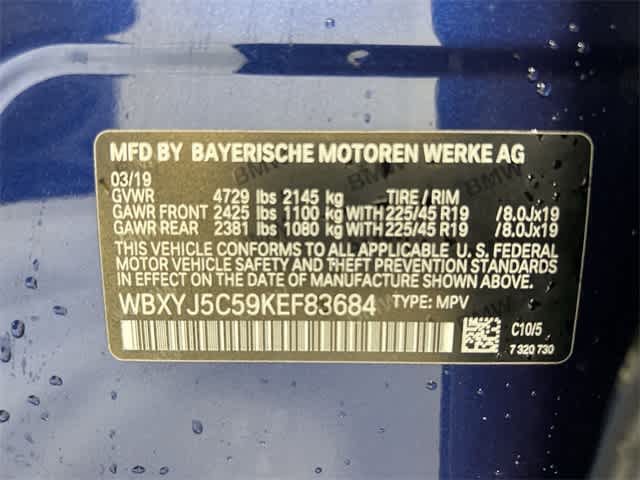 MFD BY BAYERISCHE MOTOREN WERKE AG
03/19
GVWR 4729 lbs 2145 kg TIRE / RIM
GAWR FRONT 2425 lbs 1100 kg WITH 225/45 R19 /8.0Jx19
GAWR REAR 2381 lbs 1080 kg WITH 225/45 R19 /8.0Jx19
THIS VEHICLE CONFORMS TO ALL APPLICABLE U. S. FEDERAL
MOTOR VEHICLE SAFETY AND THEFT PREVENTION STANDARDS
IN EFFECT ON THE DATE OF MANUFACTURE SHOWN ABOVE.
WBXYJ5C59KEF83684 TYPE: MPV
C10/5
7 320 730